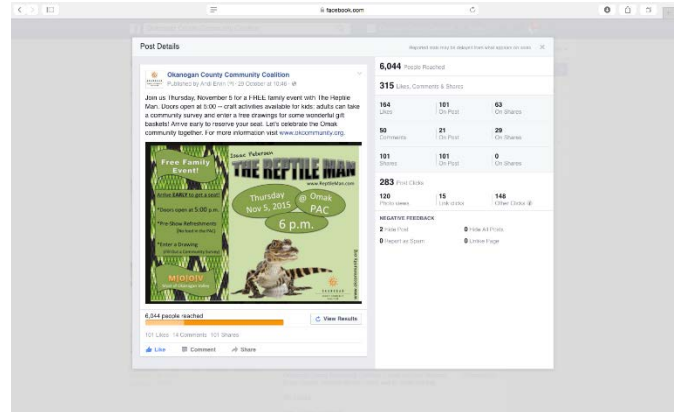 facebook.com
Post Details
Reported stats may be delayed from what appears on posts
Okanogan County Community Coalition
Published by Andi Ervin · 20 October at 10:46
Join us Thursday, November 5 for a FREE family event with The Reptile
Man. Doors open at 5:00 -- craft activities available for kids; adults can take
a community survey and enter a free drawings for some wonderful gift
baskets! Arrive early to reserve your seat. Let's celebrate the Omak
community together. For more information visit www.okcommunity.org.
Free Family
Event!
Arrive EARLY to get a seat!
*Doors open at 5:00 p.m.
*Pre-Show Refreshments
*Enter a Drawing
MOOV
Isaac Petersen
THE REPTILE MAN
www.ReptileMan.com
Thursday @ Omak
Nov 5, 2015 PAC
6 p.m.
6,044 people reached
View Results
101 Likes 14 Comments 101 Shares
Like Comment Share
6,044 People Reached
315 Likes, Comments & Shares
164 101 63
Likes On Post On Shares
50 21 29
Comments On Post On Shares
101 101 0
Shares On Post On Shares
283 Post Clicks
120 15 148
Photo views Link clicks Other Clicks
NEGATIVE FEEDBACK
2 Hide Post 0 Hide All Posts
0 Report as Spam 0 Unlike Page